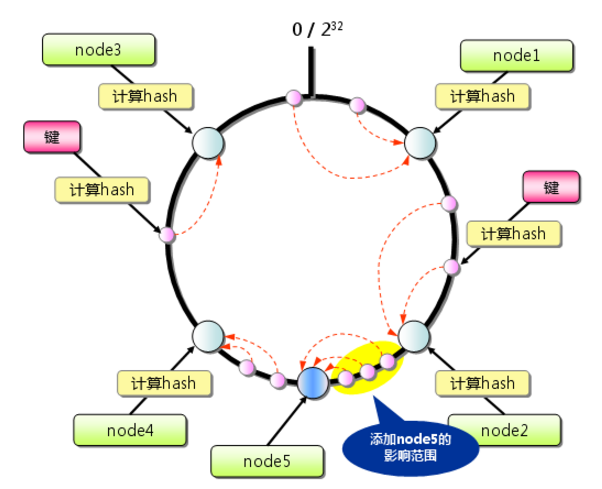 0 / 2³²
node3
node1
计算hash
计算hash
键
键
计算hash
计算hash
计算hash
计算hash
node4
node2
添加node5的
影响范围
node5